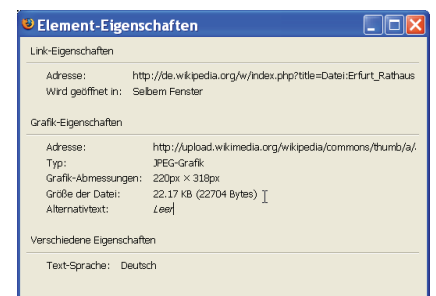 Element-Eigenschaften
Link-Eigenschaften
Adresse: http://de.wikipedia.org/w/index.php?title=Datei:Erfurt_Rathaus
Wird geöffnet in: Selbem Fenster
Grafik-Eigenschaften
Adresse: http://upload.wikimedia.org/wikipedia/commons/thumb/a/
Typ: JPEG-Grafik
Grafik-Abmessungen: 220px × 318px
Größe der Datei: 22.17 KB (22704 Bytes)
Alternativtext: Leer
Verschiedene Eigenschaften
Text-Sprache: Deutsch